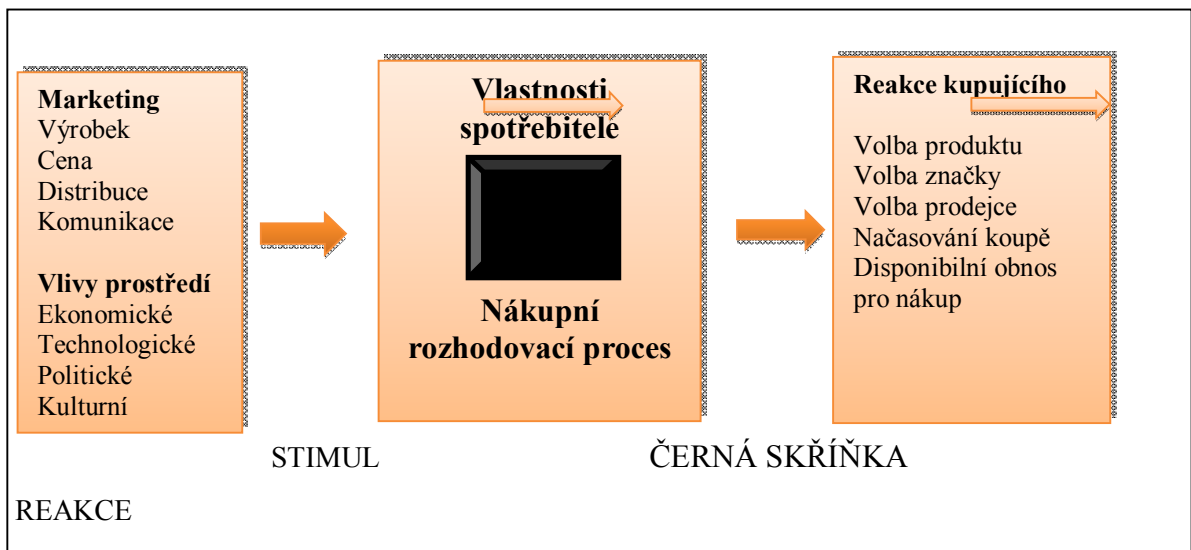 Marketing
Výrobek
Cena
Distribuce
Komunikace
Vlivy prostředí
Ekonomické
Technologické
Politické
Kulturní
Vlastnosti
spotřebitele
Nákupní
rozhodovací proces
Reakce kupujícího
Volba produktu
Volba značky
Volba prodejce
Načasování koupě
Disponibilní obnos
pro nákup
STIMUL
ČERNÁ SKŘÍŇKA
REAKCE